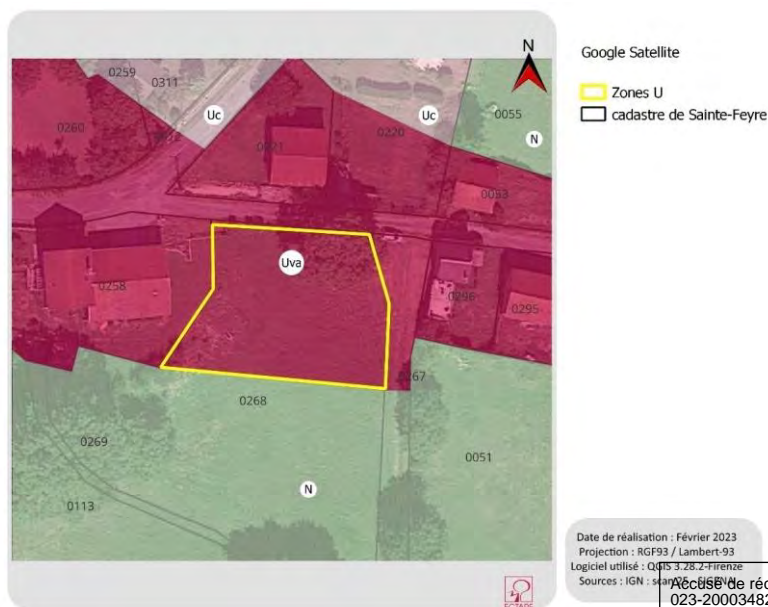 N
Google Satellite
Zones U
cadastre de Sainte-Feyre
0259
0311
Uc
Uc
0055
N
0260
0221
0220
0053
Uva
0258
0296
0295
0268
0269
0051
0113
N
Date de réalisation : Février 2023
Projection : RGF93 / Lambert-93
Logiciel utilisé : QGIS 3.28.2-Firenze
Sources : IGN :
Accusé de réc
023-20003482